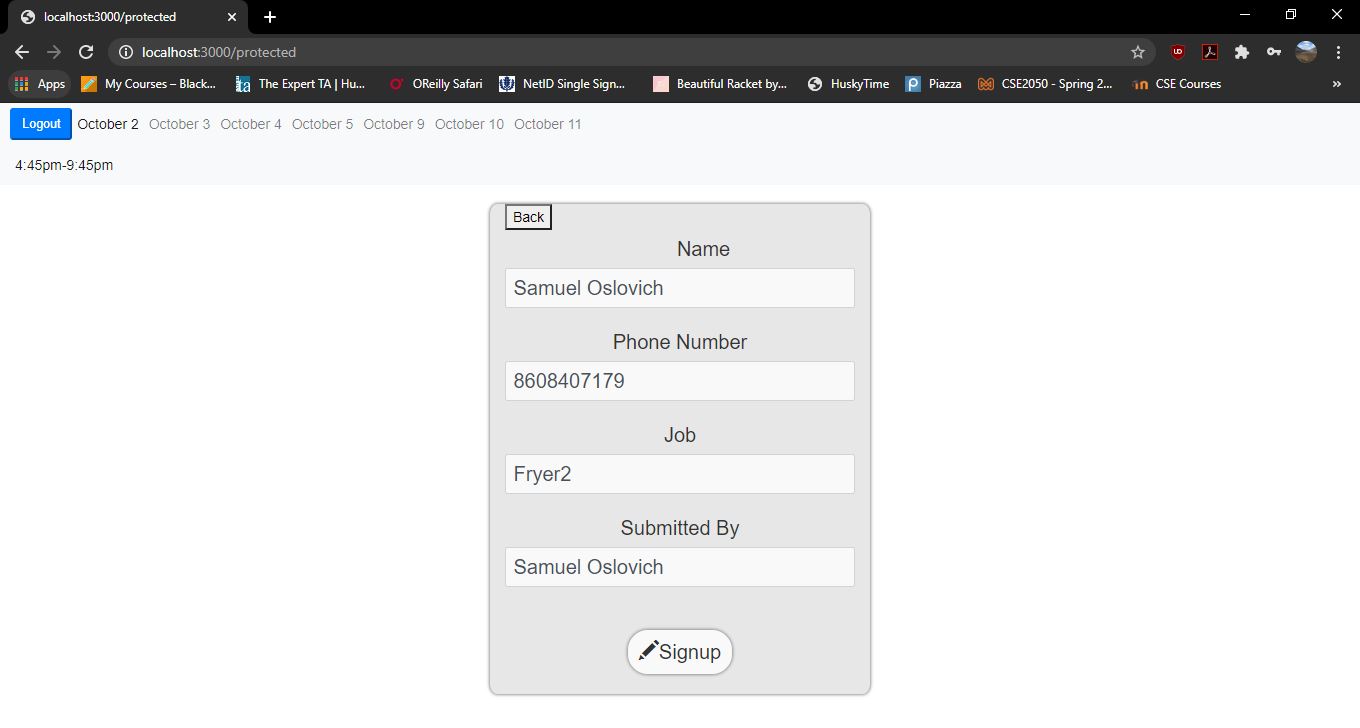 localhost:3000/protected
localhost:3000/protected
Apps My Courses – Black... The Expert TA | Hu... OReilly Safari NetID Single Sign... Beautiful Racket by... HuskyTime Piazza CSE2050 - Spring 2... CSE Courses »
Logout October 2 October 3 October 4 October 5 October 9 October 10 October 11
4:45pm-9:45pm
Back
Name
Samuel Oslovich
Phone Number
8608407179
Job
Fryer2
Submitted By
Samuel Oslovich
Signup